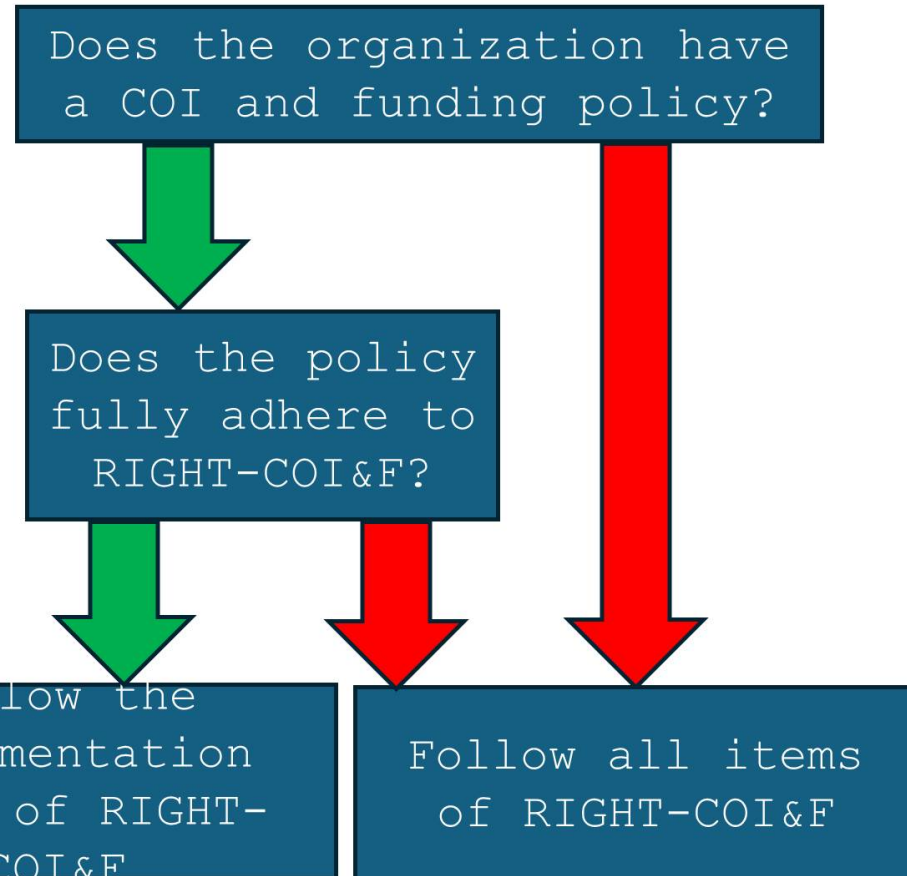 Does the organization have
a COI and funding policy?
Does the policy
fully adhere to
RIGHT-COI&F?
low the
mentation
of RIGHT-
COI&F
Follow all items
of RIGHT-COI&F